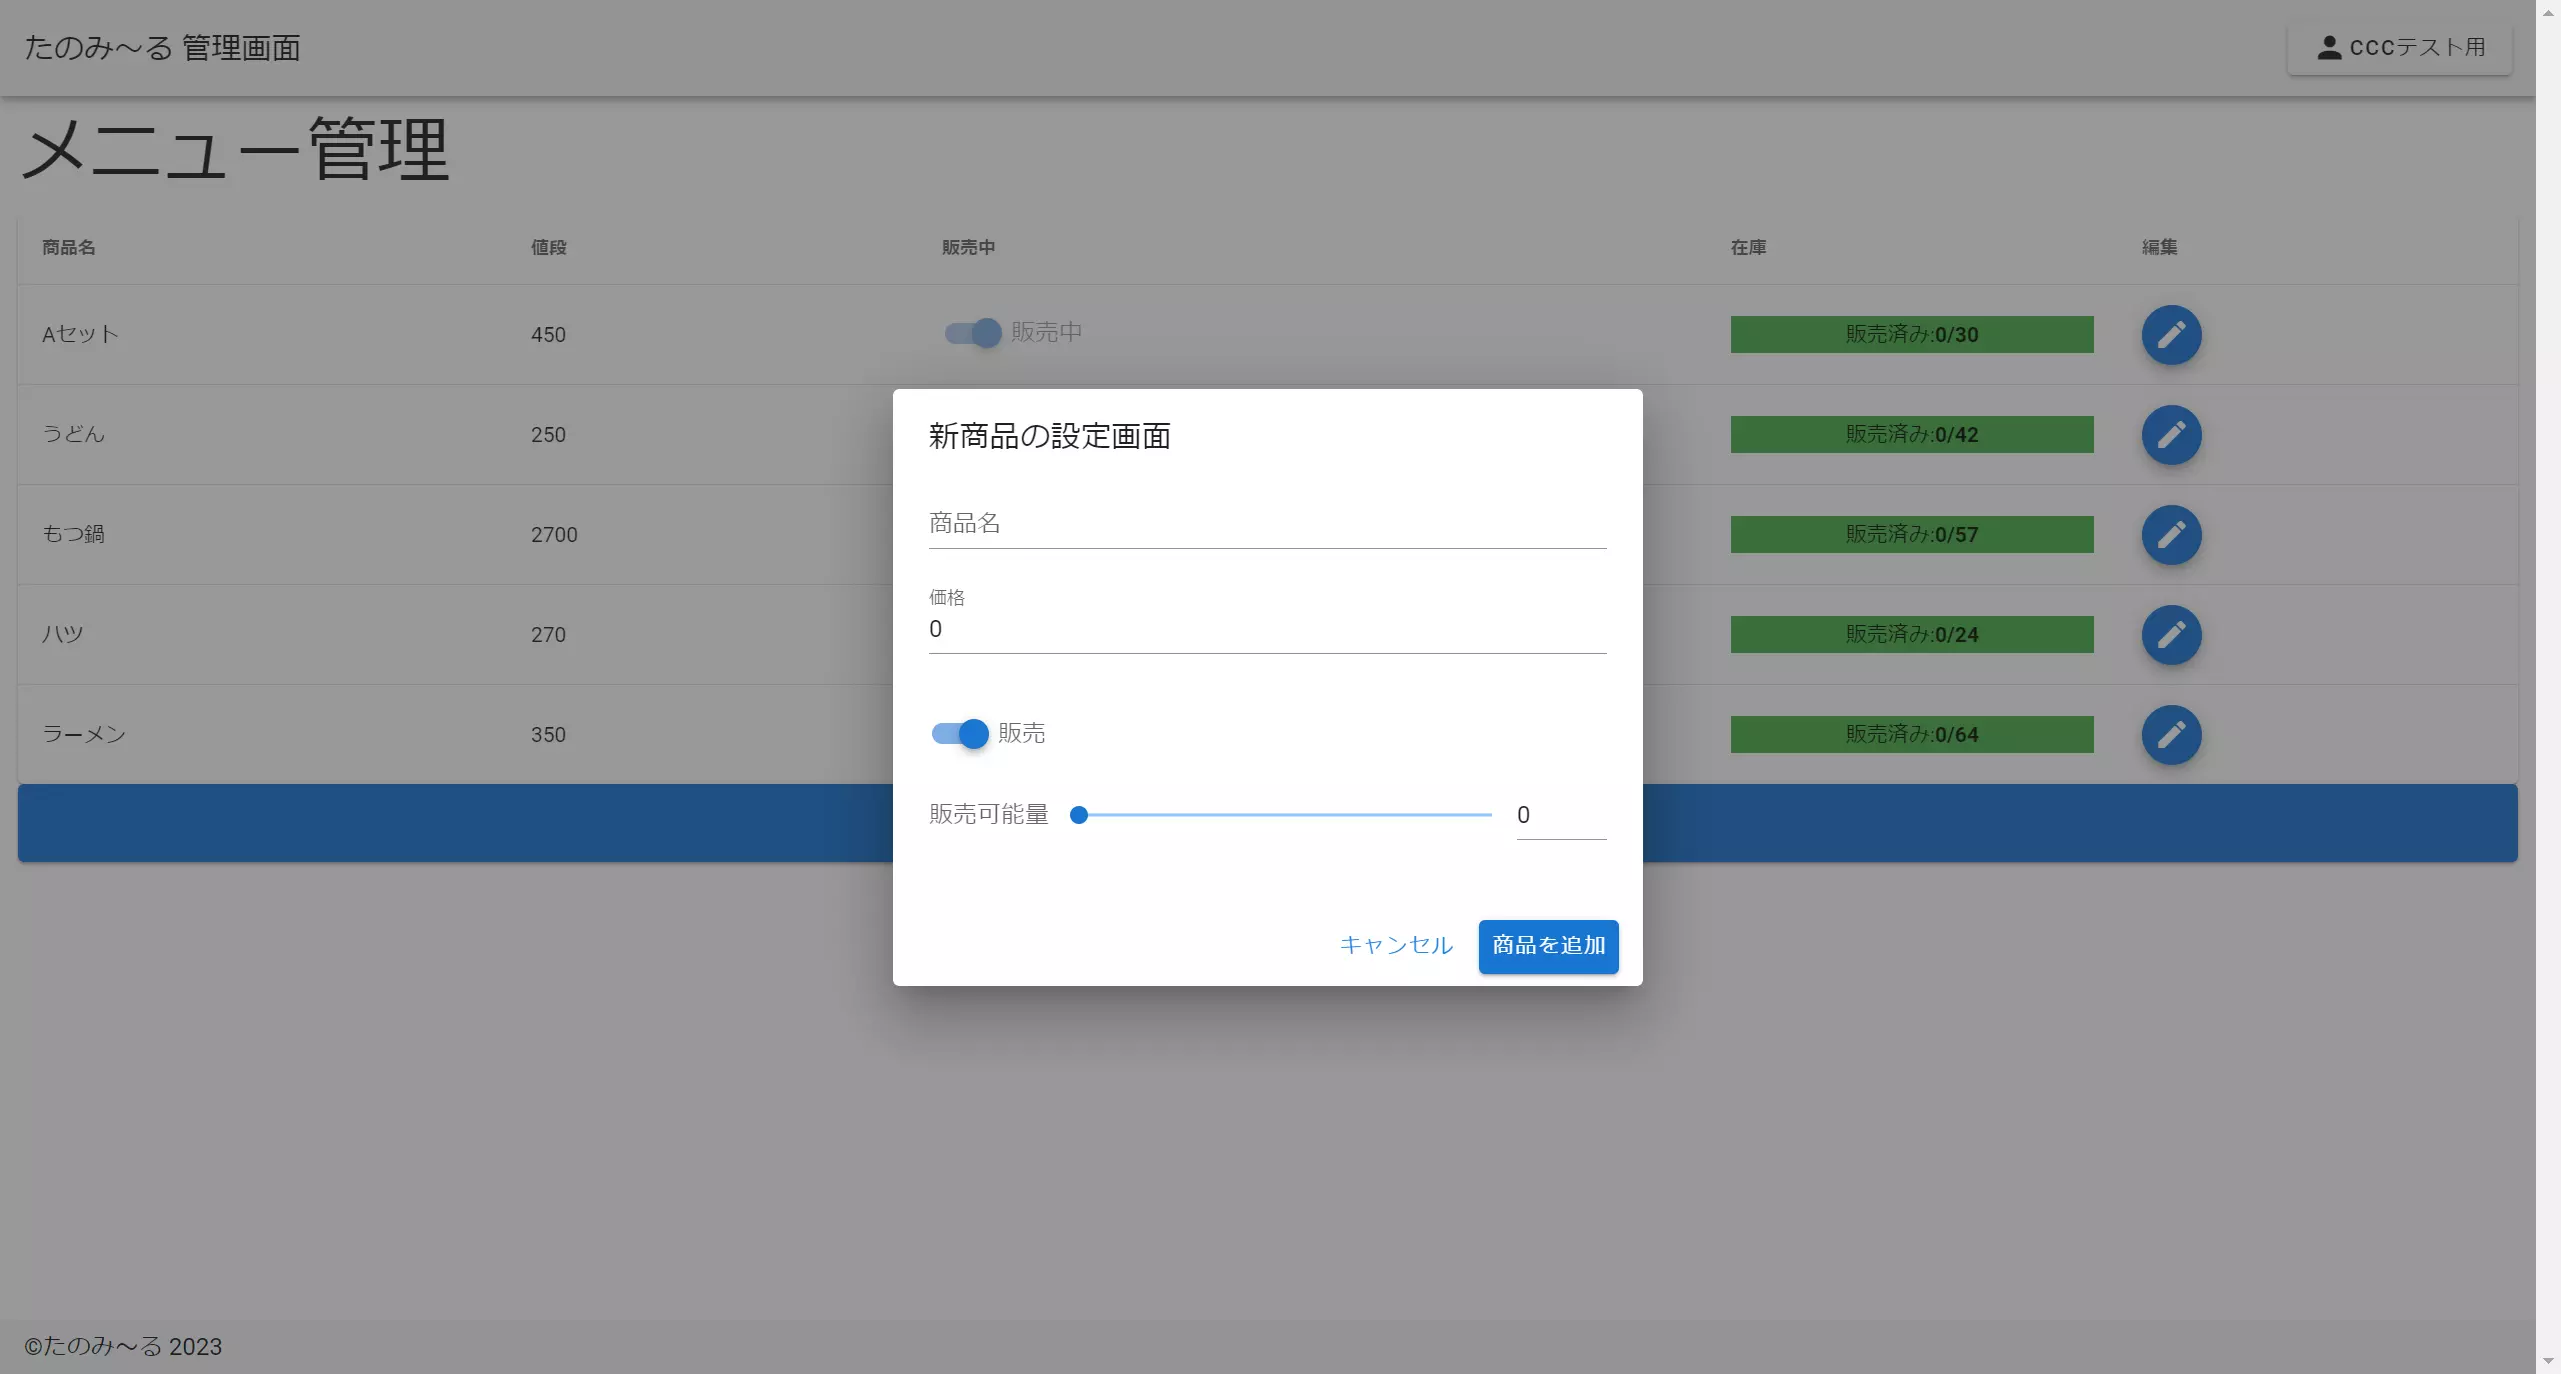 たのみ〜る 管理画面
CCCテスト用
メニュー管理
商品名 値段 販売中 在庫 編集
Aセット 450 販売中 販売済み:0/30
うどん 250 販売済み:0/42
もつ鍋 2700 販売済み:0/57
ハツ 270 販売済み:0/24
ラーメン 350 販売済み:0/64
新商品の設定画面
商品名
価格
0
販売
販売可能量 0
キャンセル 商品を追加
©たのみ〜る 2023